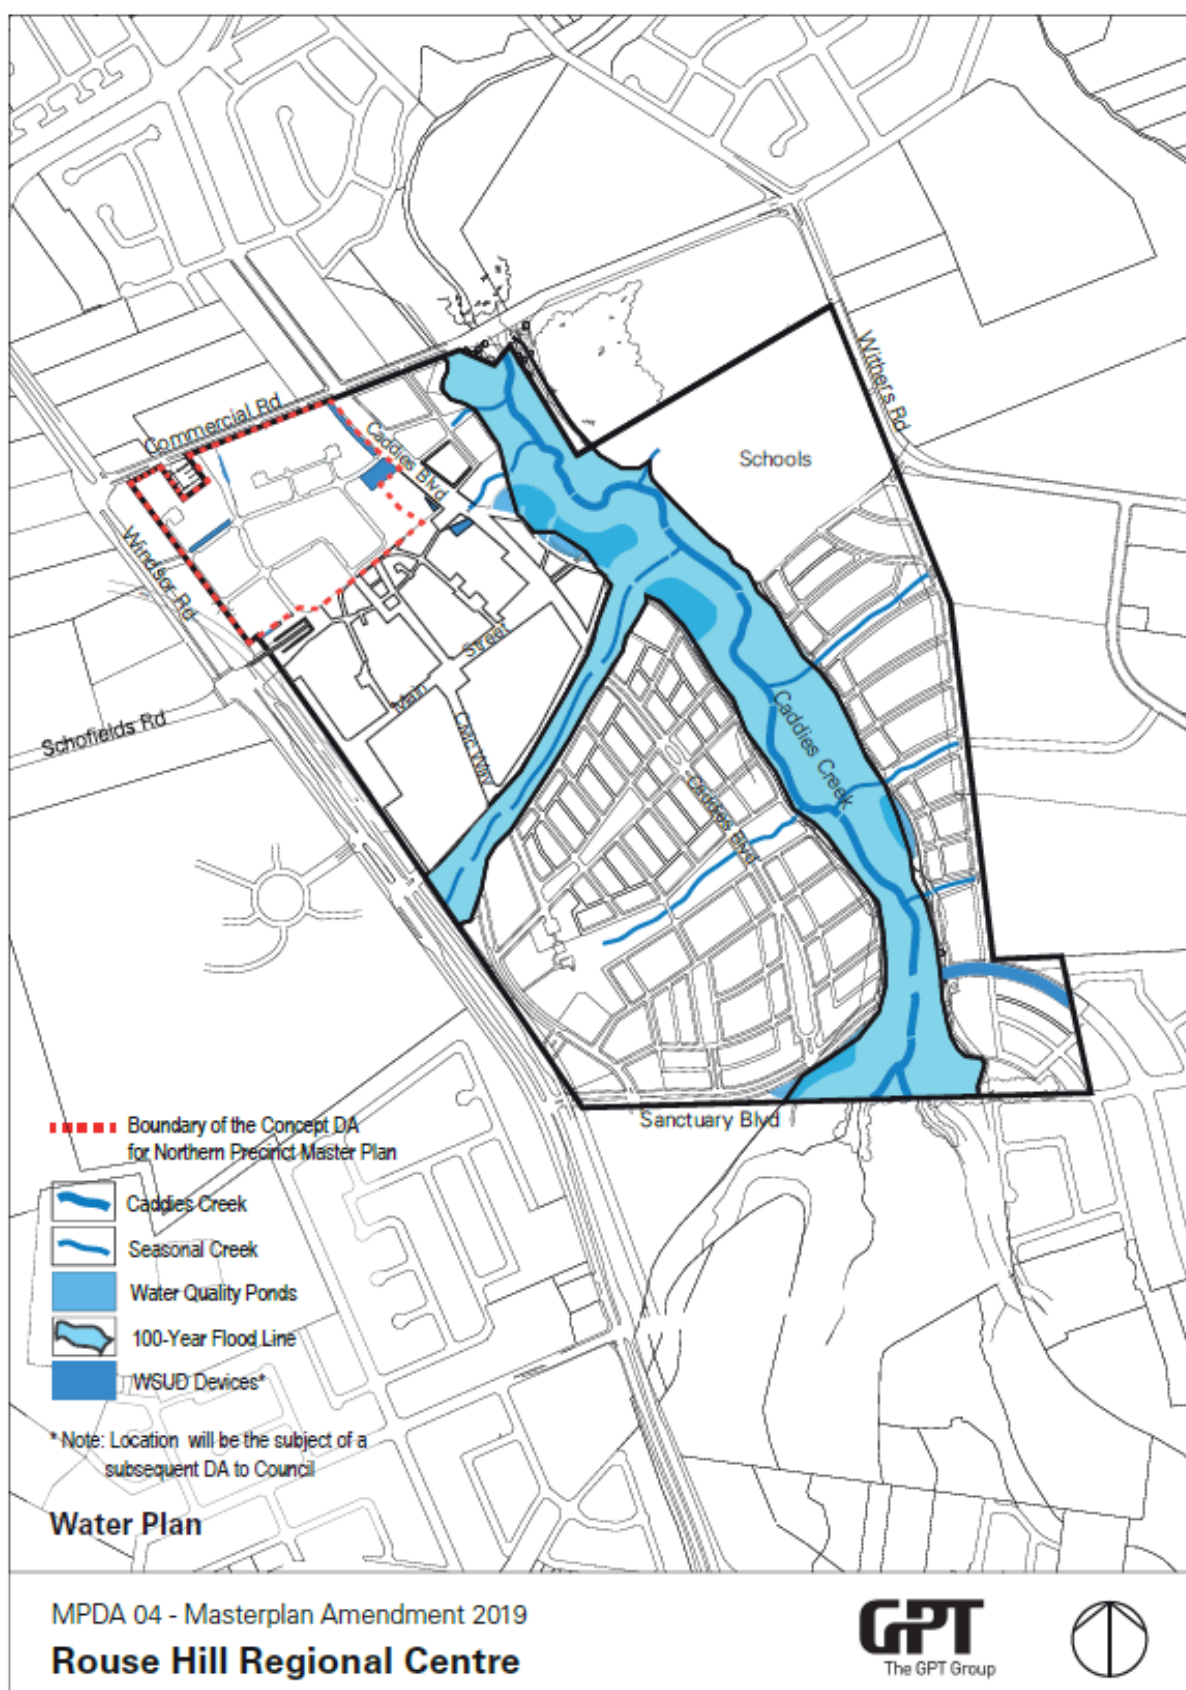 Withers Rd
Commercial Rd
Caddies Blvd
Schools
Windsor Rd
Main
Street
Civic Way
Schofields Rd
Caddies Creek
Caddies Blvd
Sanctuary Blvd
Boundary of the Concept DA
for Northern Precinct Master Plan
Caddies Creek
Seasonal Creek
Water Quality Ponds
100-Year Flood Line
WSUD Devices*
* Note: Location will be the subject of a
subsequent DA to Council
Water Plan
MPDA 04 - Masterplan Amendment 2019
Rouse Hill Regional Centre
GPT
The GPT Group